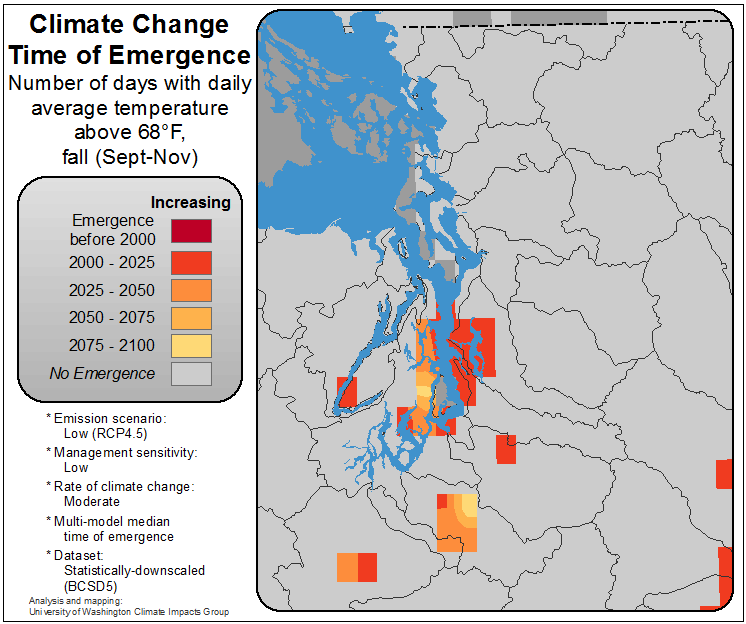 Climate Change
Time of Emergence
Number of days with daily
average temperature
above 68°F,
fall (Sept-Nov)
Increasing
Emergence
before 2000
2000 - 2025
2025 - 2050
2050 - 2075
2075 - 2100
No Emergence
* Emission scenario:
Low (RCP4.5)
* Management sensitivity:
Low
* Rate of climate change:
Moderate
* Multi-model median
time of emergence
* Dataset:
Statistically-downscaled
(BCSD5)
Analysis and mapping:
University of Washington Climate Impacts Group